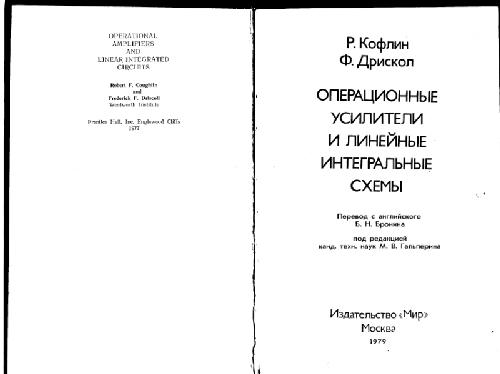 OPERATIONAL
AMPLIFIERS
AND
LINEAR INTEGRATED
CIRCUITS
Robert F. Coughlin
and
Frederick F. Driscoll
Wentworth Institute
Prentice Hall, Inc. Englewood Cliffs
1977
Р. Кофлин
Ф. Дрискол
ОПЕРАЦИОННЫЕ
УСИЛИТЕЛИ
И ЛИНЕЙНЫЕ
ИНТЕГРАЛЬНЫЕ
СХЕМЫ
Перевод с английского
Б. Н. Бронина
под редакцией
канд. техн. наук М. В. Гальперина
Издательство «Мир»
Москва
1979